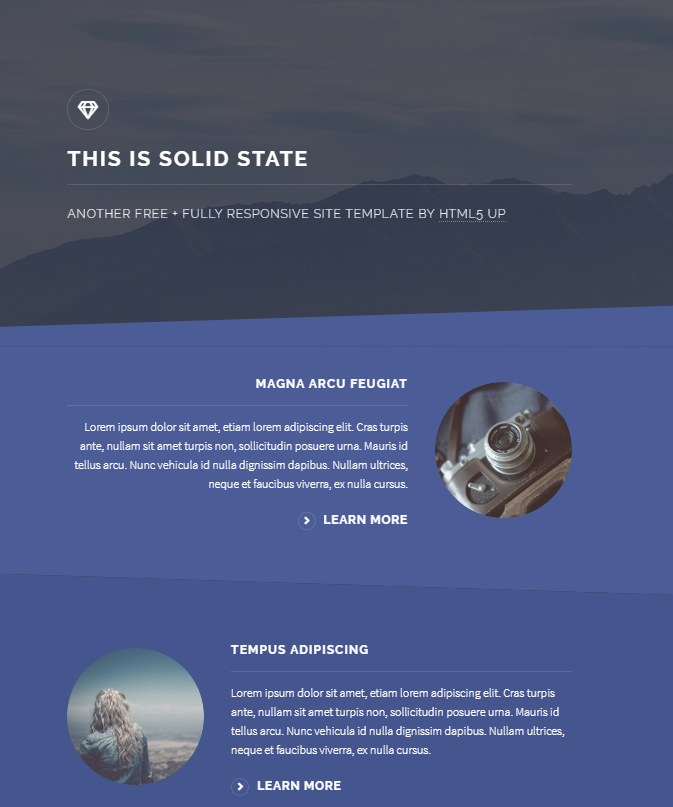 THIS IS SOLID STATE
ANOTHER FREE + FULLY RESPONSIVE SITE TEMPLATE BY HTML5 UP
MAGNA ARCU FEUGIAT
Lorem ipsum dolor sit amet, etiam lorem adipiscing elit. Cras turpis
ante, nullam sit amet turpis non, sollicitudin posuere urna. Mauris id
tellus arcu. Nunc vehicula id nulla dignissim dapibus. Nullam ultrices,
neque et faucibus viverra, ex nulla cursus.
LEARN MORE
TEMPUS ADIPISCING
Lorem ipsum dolor sit amet, etiam lorem adipiscing elit. Cras turpis
ante, nullam sit amet turpis non, sollicitudin posuere urna. Mauris id
tellus arcu. Nunc vehicula id nulla dignissim dapibus. Nullam ultrices,
neque et faucibus viverra, ex nulla cursus.
LEARN MORE